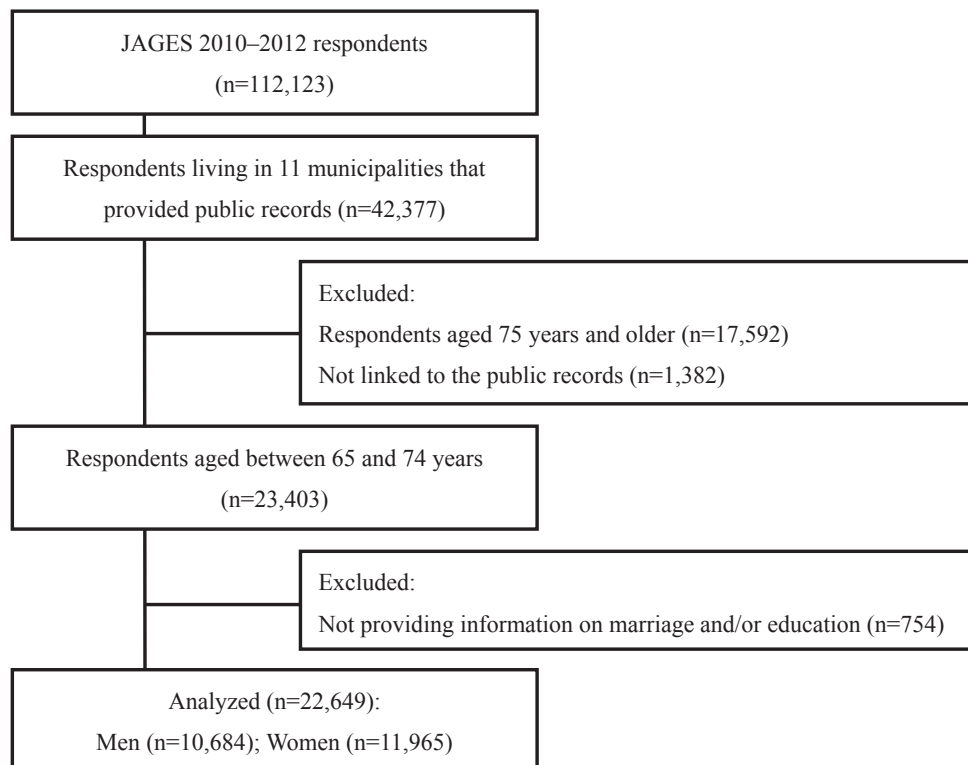 JAGES 2010–2012 respondents
(n=112,123)
Respondents living in 11 municipalities that
provided public records (n=42,377)
Excluded:
Respondents aged 75 years and older (n=17,592)
Not linked to the public records (n=1,382)
Respondents aged between 65 and 74 years
(n=23,403)
Excluded:
Not providing information on marriage and/or education (n=754)
Analyzed (n=22,649):
Men (n=10,684); Women (n=11,965)